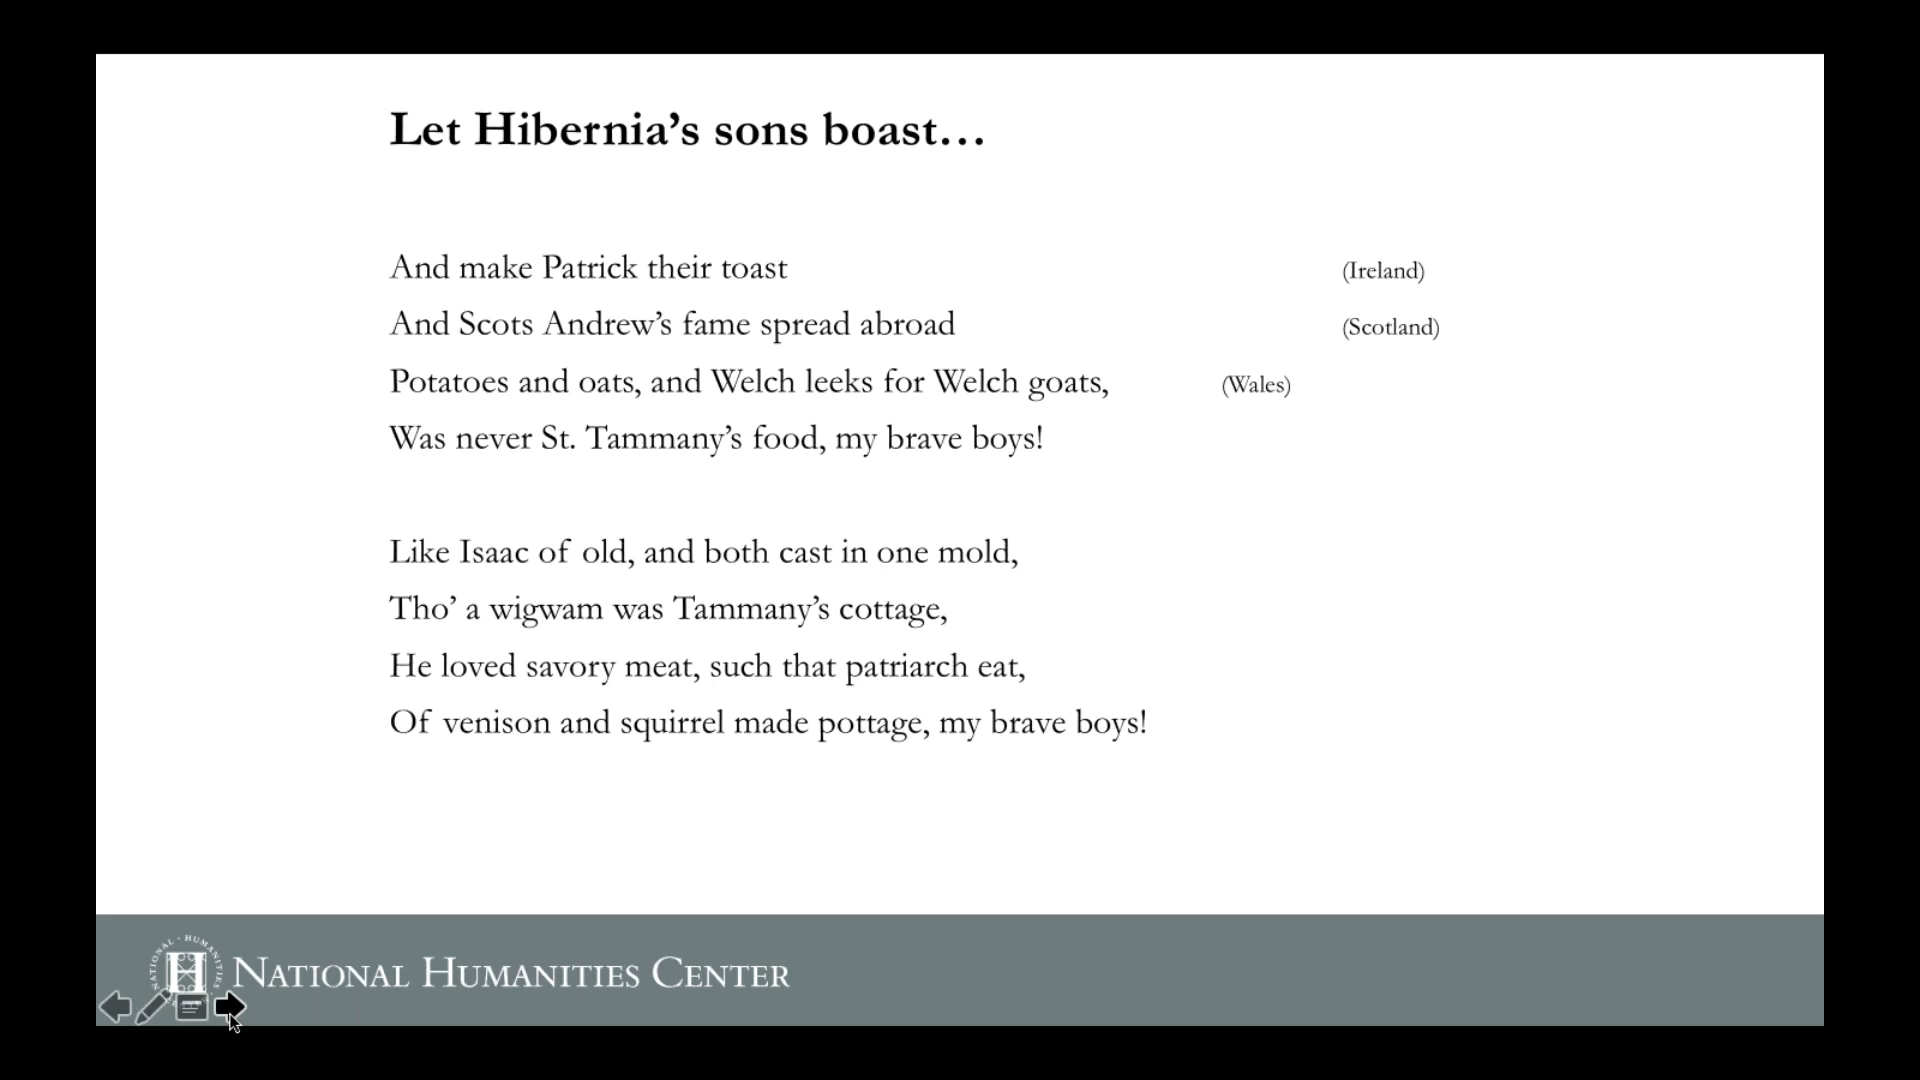 Let Hibernia’s sons boast…
And make Patrick their toast (Ireland)
And Scots Andrew’s fame spread abroad (Scotland)
Potatoes and oats, and Welch leeks for Welch goats, (Wales)
Was never St. Tammany’s food, my brave boys!
Like Isaac of old, and both cast in one mold,
Tho’ a wigwam was Tammany’s cottage,
He loved savory meat, such that patriarch eat,
Of venison and squirrel made pottage, my brave boys!
NATIONAL · HUMANITIES
H
NATIONAL HUMANITIES CENTER